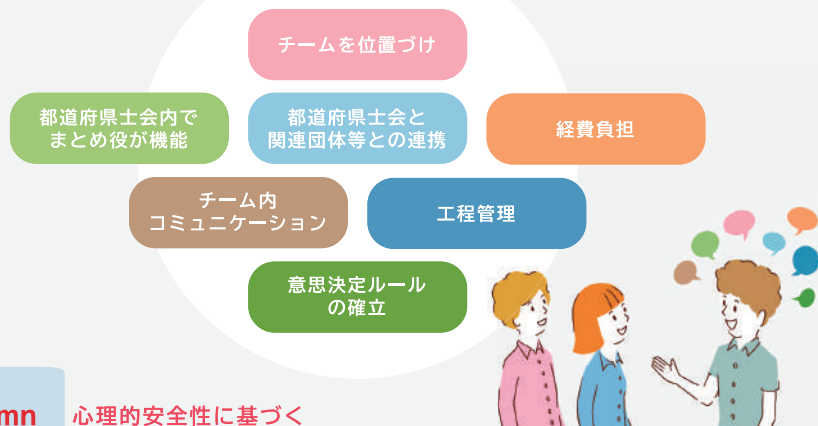 チームを位置づけ
都道府県士会内で
まとめ役が機能
都道府県士会と
関連団体等との連携
経費負担
チーム内
コミュニケーション
工程管理
意思決定ルール
の確立
mn
心理的安全性に基づく